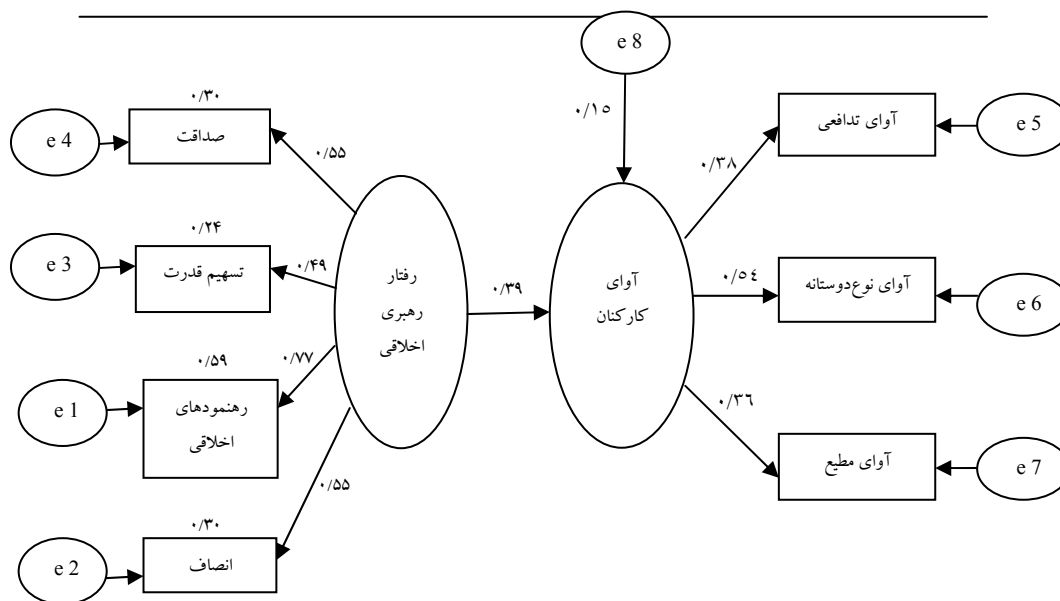 e 8
۰/۳۰
e 4
صداقت
۰/۱۵
آوای تدافعی
e 5
۰/۵۵
۰/۳۸
۰/۲۴
e 3
تسهیم قدرت
۰/۴۹
رفتار
رهبری
اخلاقی
۰/۳۹
آوای
کارکنان
۰/٥٤
آوای نوع‌دوستانه
e 6
۰/۵۹
۰/۷۷
e 1
رهنمودهای
اخلاقی
۰/۳٦
آوای مطیع
e 7
۰/۵۵
۰/۳۰
e 2
انصاف